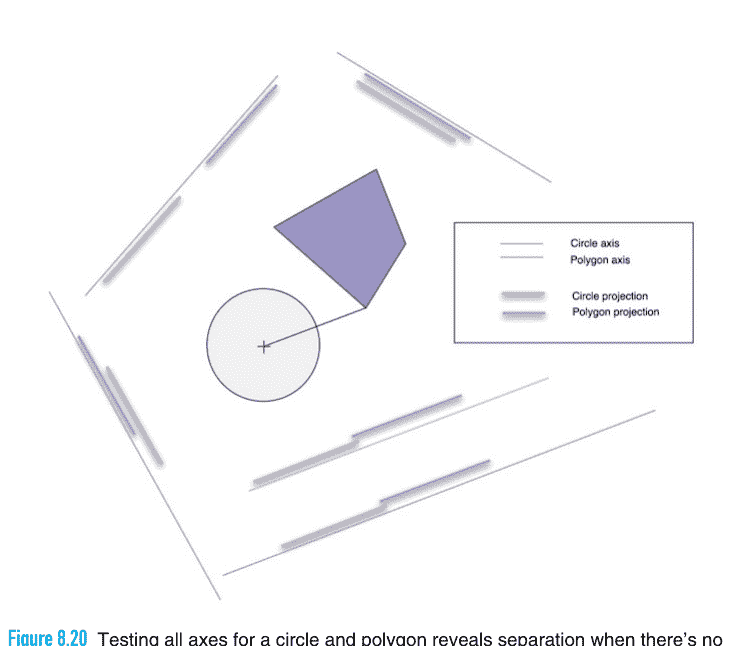 Circle axis
Polygon axis
Circle projection
Polygon projection
Figure 8.20 Testing all axes for a circle and polygon reveals separation when there's no